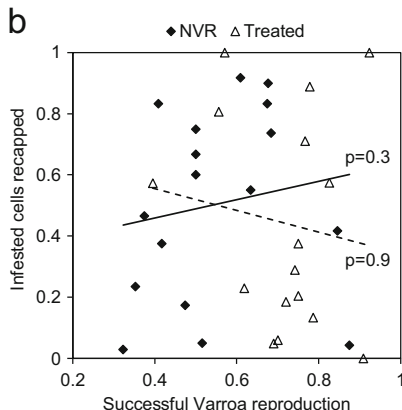 b
◆ NVR △ Treated
1
0.8
0.6
0.4
0.2
0
Infested cells recapped
p=0.3
p=0.9
0.2 0.4 0.6 0.8 1
Successful Varroa reproduction